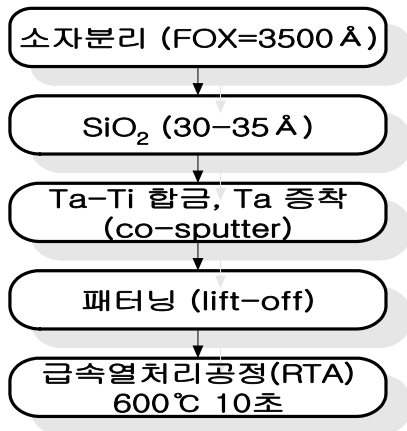 소자분리 (FOX=3500Å)
SiO₂ (30-35Å)
Ta-Ti 합금, Ta 증착
(co-sputter)
패터닝 (lift-off)
급속열처리공정(RTA)
600℃ 10초